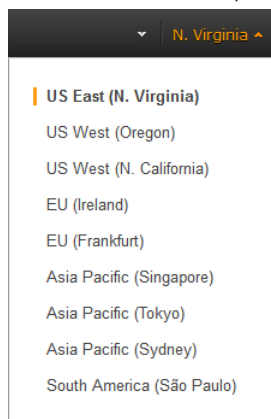 N. Virginia
US East (N. Virginia)
US West (Oregon)
US West (N. California)
EU (Ireland)
EU (Frankfurt)
Asia Pacific (Singapore)
Asia Pacific (Tokyo)
Asia Pacific (Sydney)
South America (São Paulo)